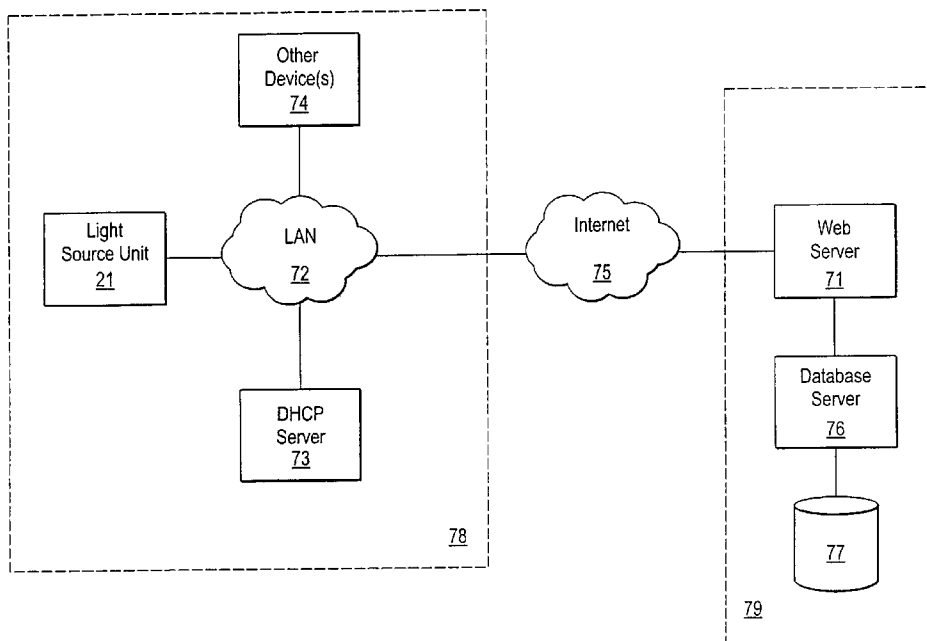 Other
Device(s)
74
Light
Source Unit
21
LAN
72
Internet
75
Web
Server
71
DHCP
Server
73
Database
Server
76
77
78
79